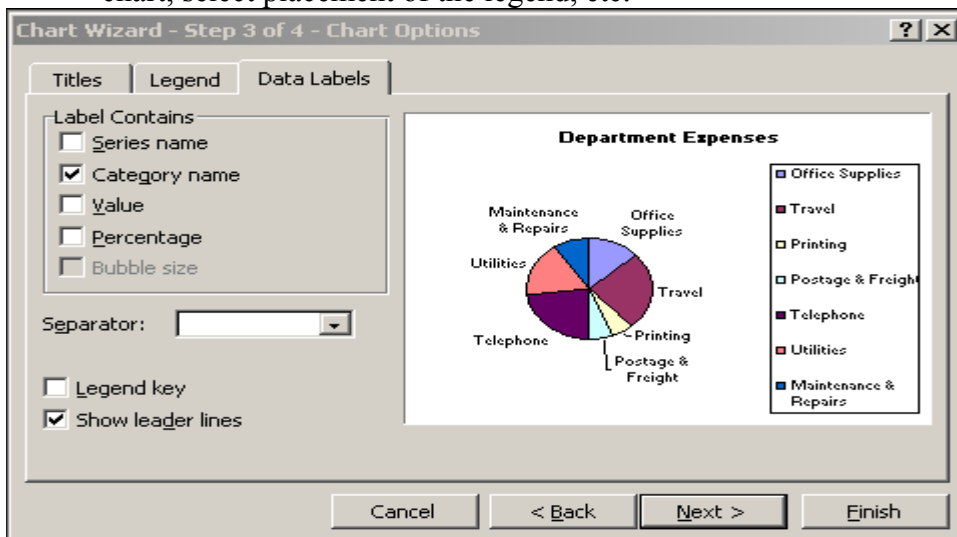 chart, select placement of the legend, etc.
Chart Wizard - Step 3 of 4 - Chart Options
Titles
Legend
Data Labels
Label Contains
Series name
Category name
Value
Percentage
Bubble size
Separator:
Legend key
Show leader lines
Department Expenses
Maintenance
& Repairs
Office
Supplies
Utilities
Travel
Telephone
Printing
Postage &
Freight
Office Supplies
Travel
Printing
Postage & Freigh
Telephone
Utilities
Maintenance &
Repairs
Cancel
< Back
Next >
Finish